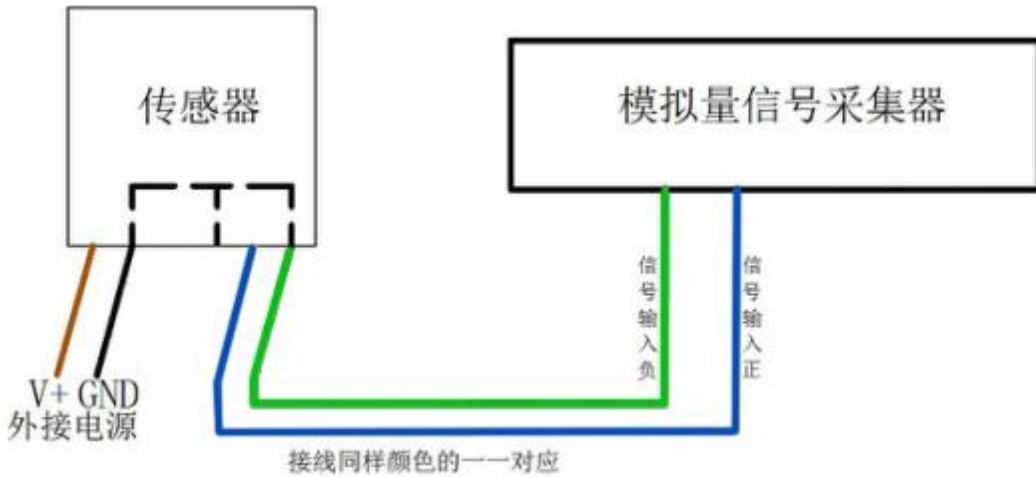 传感器
模拟量信号采集器
信号输入负
信号输入正
V+ GND
外接电源
接线同样颜色的一一对应